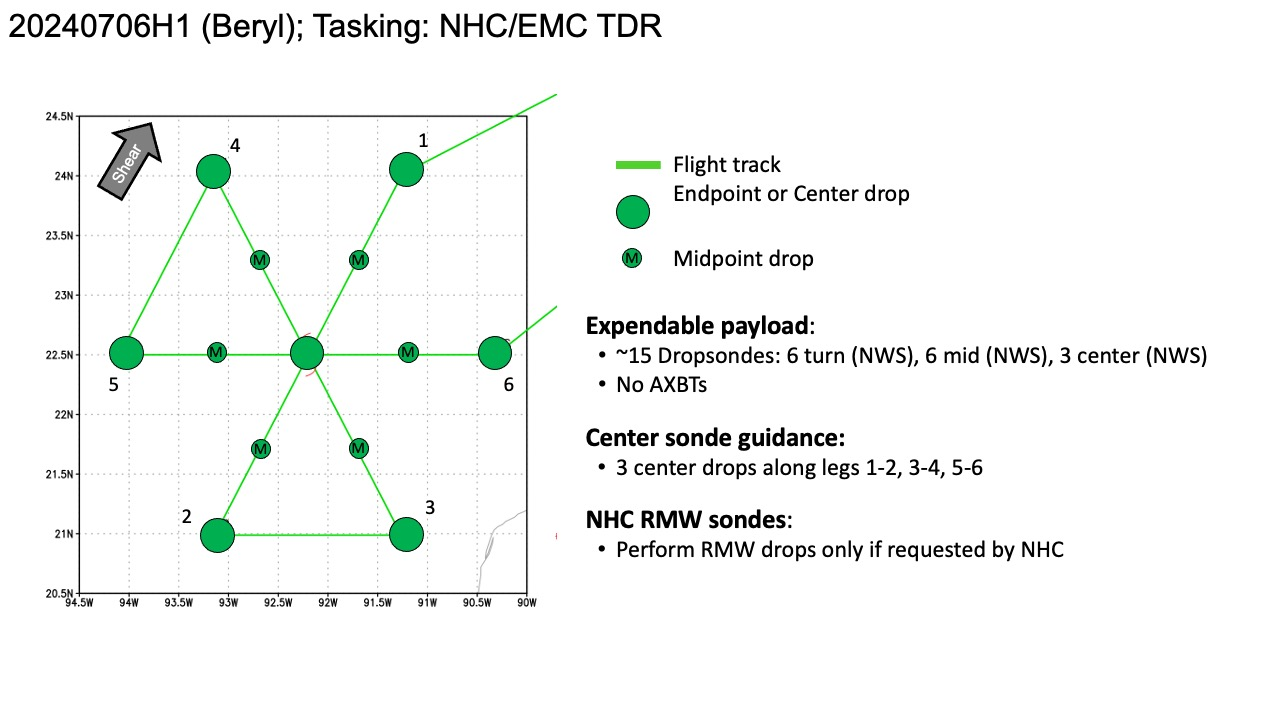 20240706H1 (Beryl); Tasking: NHC/EMC TDR
24.5N
24N
23.5N
23N
22.5N
22N
21.5N
21N
20.5N
94.5W 94W 93.5W 93W 92.5W 92W 91.5W 91W 90.5W 90W
Shear
4
1
M
M
M
M
5
6
M
M
2
3
Flight track
Endpoint or Center drop
M
Midpoint drop
Expendable payload:
• ~15 Dropsondes: 6 turn (NWS), 6 mid (NWS), 3 center (NWS)
• No AXBTs
Center sonde guidance:
• 3 center drops along legs 1-2, 3-4, 5-6
NHC RMW sondes:
• Perform RMW drops only if requested by NHC